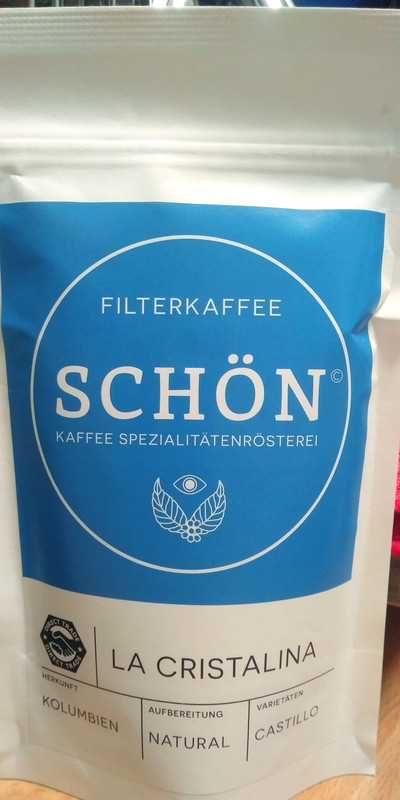 FILTERKAFFEE
SCHÖN©
KAFFEE SPEZIALITÄTENRÖSTEREI
DIRECT TRADE
DIRECT TRADE
LA CRISTALINA
HERKUNFT
KOLUMBIEN
AUFBEREITUNG
NATURAL
VARIETÄTEN
CASTILLO